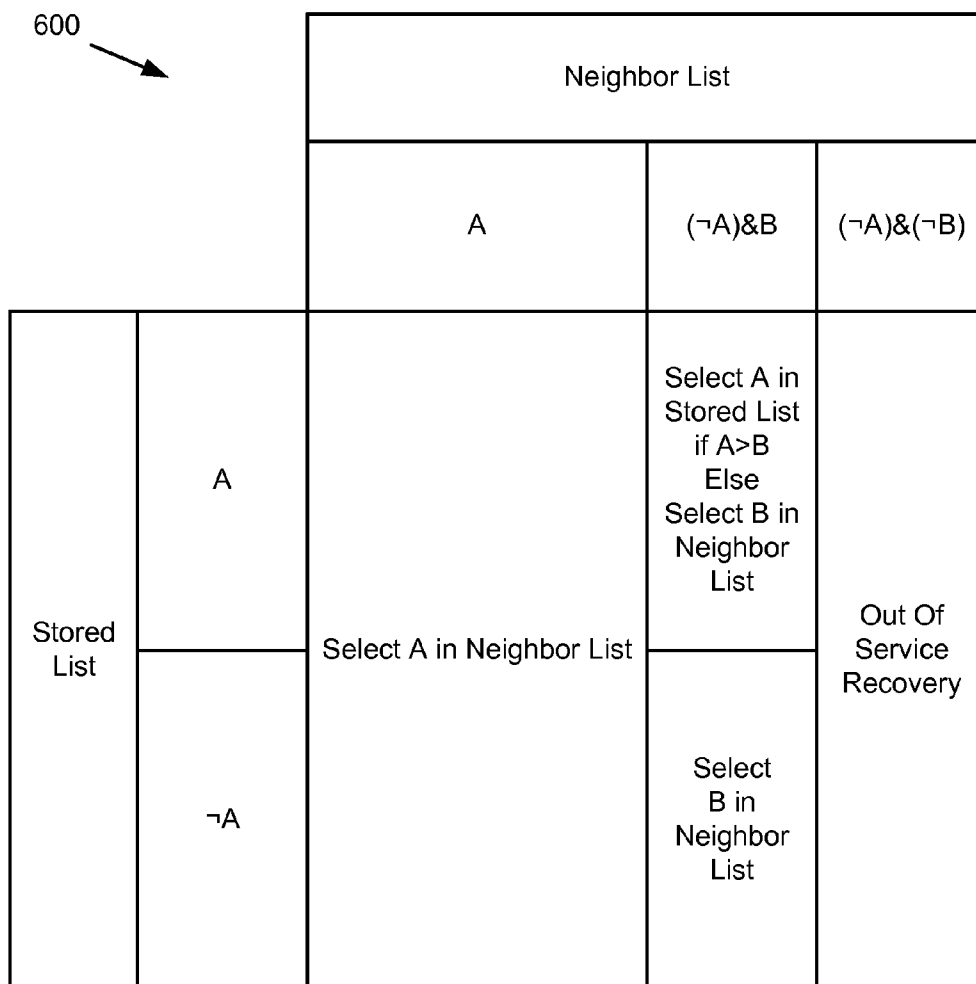 600
Neighbor List
A
(¬A)&B
(¬A)&(¬B)
Stored
List
A
Select A in Neighbor List
Select A in
Stored List
if A>B
Else
Select B in
Neighbor
List
Out Of
Service
Recovery
¬A
Select
B in
Neighbor
List